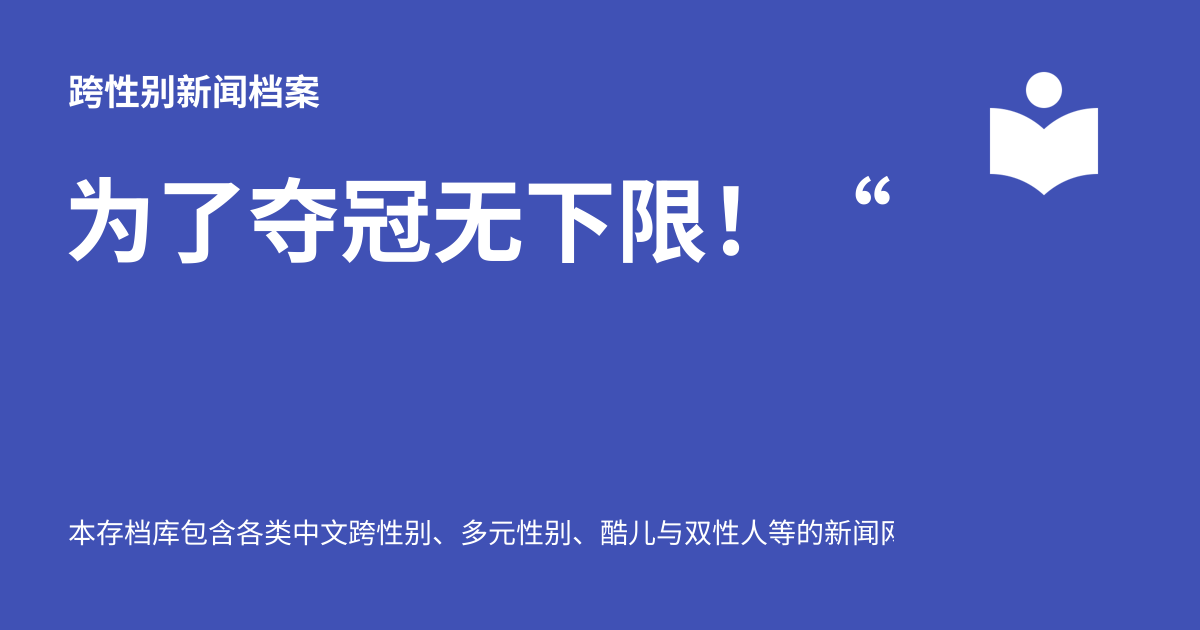 跨性别新闻档案
为了夺冠无下限！“
本存档库包含各类中文跨性别、多元性别、酷儿与双性人等的新闻